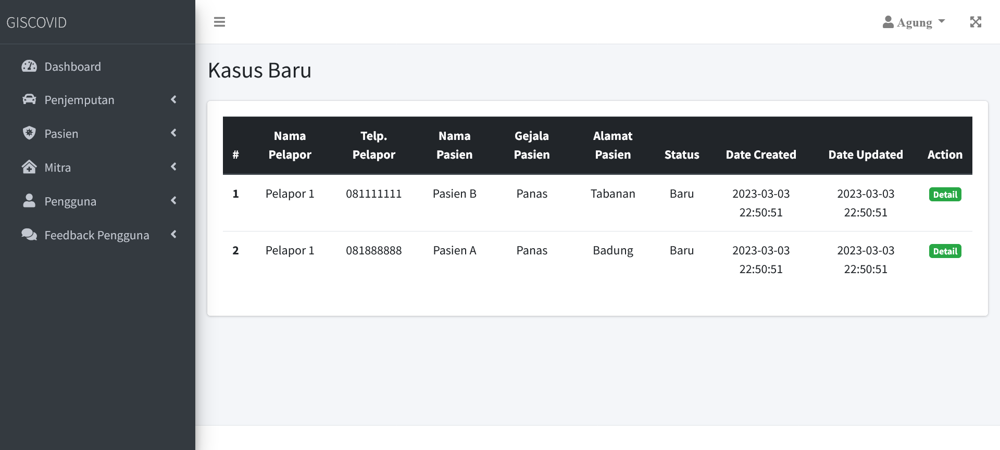 GISCOVID
Agung
Dashboard
Penjemputan
Pasien
Mitra
Pengguna
Feedback Pengguna
Kasus Baru
# Nama Pelapor Telp. Pelapor Nama Pasien Gejala Pasien Alamat Pasien Status Date Created Date Updated Action
1 Pelapor 1 081111111 Pasien B Panas Tabanan Baru 2023-03-03 22:50:51 2023-03-03 22:50:51 Detail
2 Pelapor 1 081888888 Pasien A Panas Badung Baru 2023-03-03 22:50:51 2023-03-03 22:50:51 Detail